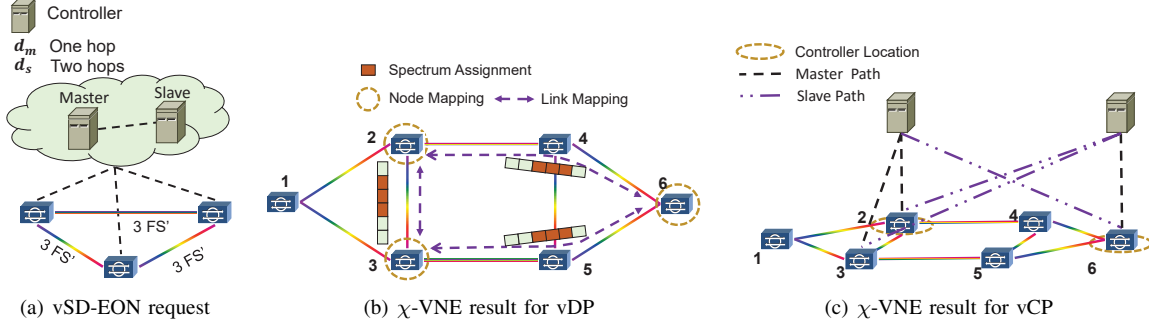 Controller
d_m One hop
d_s Two hops
Master
Slave
3 FS'
3 FS'
3 FS'
(a) vSD-EON request
Spectrum Assignment
Node Mapping
Link Mapping
2
4
1
6
3
5
(b) χ-VNE result for vDP
Controller Location
Master Path
Slave Path
2
4
1
3
5
6
(c) χ-VNE result for vCP